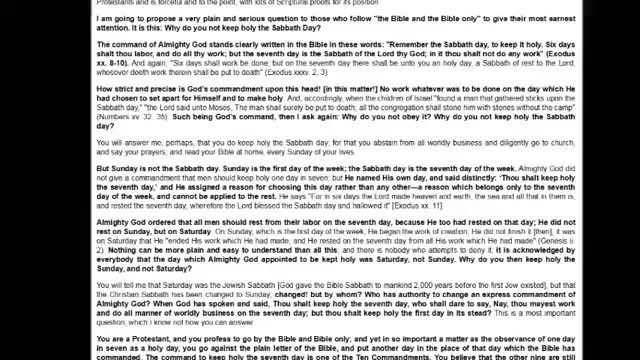 Protestants and is forceful and to the point, with lots of Scriptural proofs for its position.
I am going to propose a very plain and serious question to those who follow "the Bible and the Bible only" to give their most earnest
attention. It is this: Why do you not keep holy the Sabbath Day?
The command of Almighty God stands clearly written in the Bible in these words: "Remember the Sabbath day, to keep it holy. Six days
shalt thou labor, and do all thy work; but the seventh day is the Sabbath of the Lord thy God; in it thou shalt not do any work" (Exodus
xx. 8-10). And again, "Six days shall work be done; but on the seventh day there shall be unto you an holy day, a Sabbath of rest to the Lord;
whosover doeth work therein shall be put to death" (Exodus xxxv. 2, 3)
How strict and precise is God's commandment upon this head! [in this matter!] No work whatever was to be done on the day which He
had chosen to set apart for Himself and to make holy. And, accordingly, when the children of Israel "found a man that gathered sticks upon the
Sabbath day," "the Lord said unto Moses, The man shall surely be put to death; all the congregation shall stone him with stones without the camp"
(Numbers xv. 32. 35) Such being God's command, then I ask again: Why do you not obey it? Why do you not keep holy the Sabbath
day?
You will answer me, perhaps, that you do keep holy the Sabbath day; for that you abstain from all worldly business and diligently go to church,
and say your prayers, and read your Bible at home, every Sunday of your lives.
But Sunday is not the Sabbath day. Sunday is the first day of the week; the Sabbath day is the seventh day of the week. Almighty God did
not give a commandment that men should keep holy one day in seven; but He named His own day, and said distinctly: 'Thou shalt keep holy
the seventh day,' and He assigned a reason for choosing this day rather than any other—a reason which belongs only to the seventh
day of the week, and cannot be applied to the rest. He says "For in six days the Lord made heaven and earth, the sea and all that in them is,
and rested the seventh day; wherefore the Lord blessed the Sabbath day and hallowed it" [Exodus xx. 11]
Almighty God ordered that all men should rest from their labor on the seventh day, because He too had rested on that day; He did not
rest on Sunday, but on Saturday. On Sunday, which is the first day of the week, He began the work of creation, He did not finish it [then]; it was
on Saturday that He "ended His work which He had made, and He rested on the seventh day from all His work which He had made" (Genesis ii.
2) Nothing can be more plain and easy to understand than all this; and there is nobody who attempts to deny it. It is acknowledged by
everybody that the day which Almighty God appointed to be kept holy was Saturday, not Sunday. Why do you then keep holy the
Sunday, and not Saturday?
You will tell me that Saturday was the Jewish Sabbath [God gave the Bible Sabbath to mankind 2,000 years before the first Jew existed], but that
the Christian Sabbath has been changed to Sunday, changed! but by whom? Who has authority to change an express commandment of
Almighty God? When God has spoken and said, Thou shalt keep holy the seventh day, who shall dare to say, Nay, thou mayest work
and do all manner of worldly business on the seventh day; but thou shalt keep holy the first day in its stead? This is a most important
question, which I know not how you can answer.
You are a Protestant, and you profess to go by the Bible and Bible only; and yet in so important a matter as the observance of one day
in seven as a holy day, you go against the plain letter of the Bible, and put another day in the place of that day which the Bible has
commanded. The command to keep holy the seventh day is one of the Ten Commandments. You believe that the other nine are still